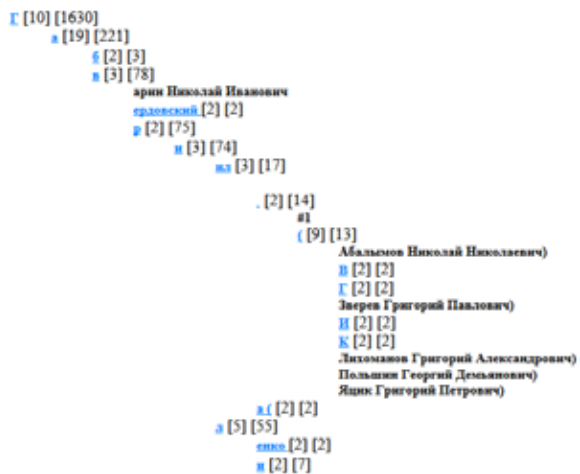 Г [10] [1630]
а [19] [221]
б [2] [3]
в [3] [78]
арин Николай Иванович
ердовский [2] [2]
р [2] [75]
и [3] [74]
ил [3] [17]
. [2] [14]
#1
( [9] [13]
Абалымов Николай Николаевич)
В [2] [2]
Г [2] [2]
Зверев Григорий Павлович)
И [2] [2]
К [2] [2]
Лихоманов Григорий Александрович)
Польшин Георгий Демьянович)
Яцик Григорий Петрович)
а ( [2] [2]
л [5] [55]
енко [2] [2]
и [2] [7]